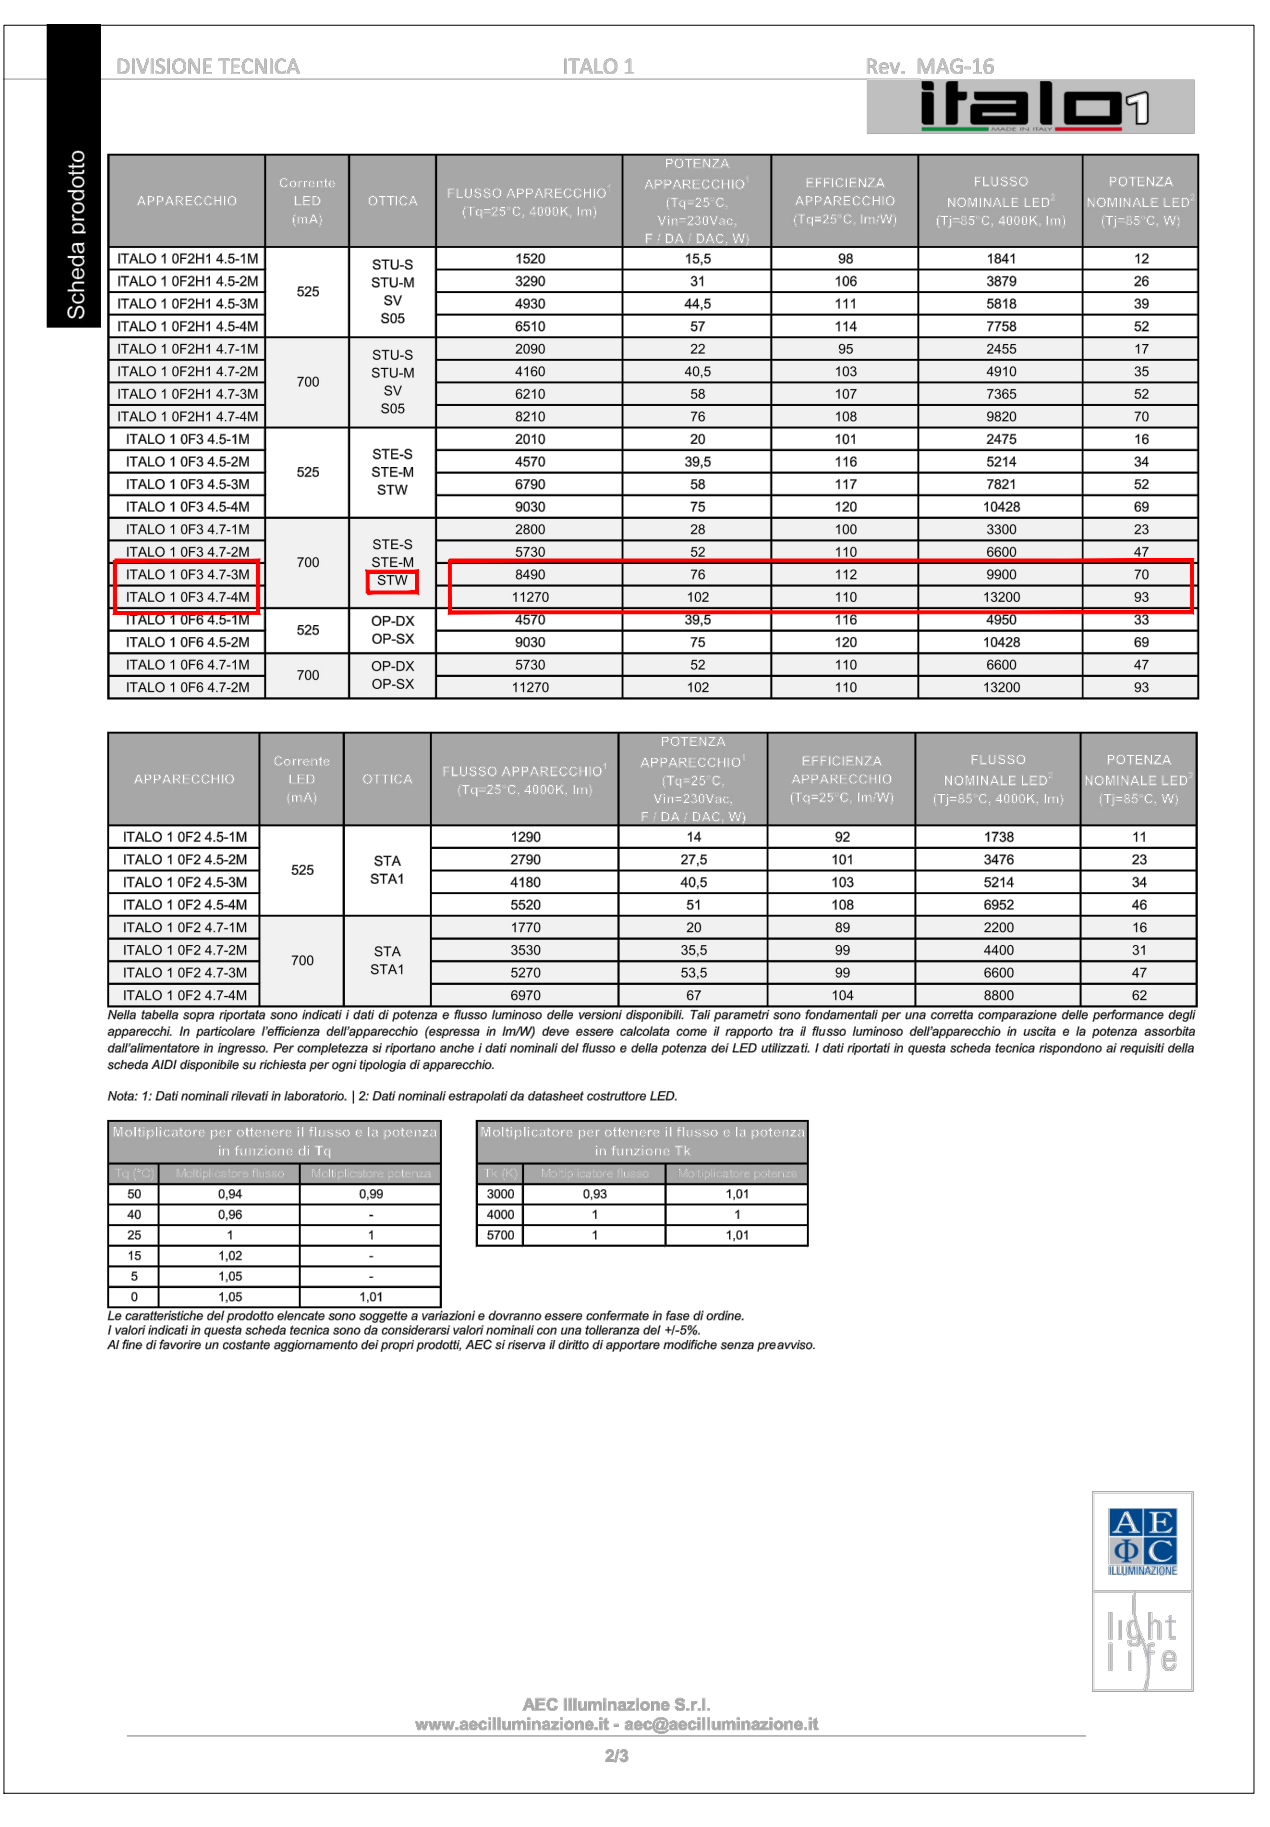 DIVISIONE TECNICA ITALO 1 Rev. MAG-16
italo1
MADE IN ITALY
Scheda prodotto
APPARECCHIO Corrente LED (mA) OTTICA FLUSSO APPARECCHIO1 (Tq=25°C, 4000K, lm) POTENZA APPARECCHIO1 (Tq=25°C, Vin=230Vac, F / DA / DAC, W) EFFICIENZA APPARECCHIO (Tq=25°C, lm/W) FLUSSO NOMINALE LED2 (Tj=85°C, 4000K, lm) POTENZA NOMINALE LED2 (Tj=85°C, W)
ITALO 1 0F2H1 4.5-1M 525 STU-S STU-M SV S05 1520 15,5 98 1841 12
ITALO 1 0F2H1 4.5-2M 3290 31 106 3879 26
ITALO 1 0F2H1 4.5-3M 4930 44,5 111 5818 39
ITALO 1 0F2H1 4.5-4M 6510 57 114 7758 52
ITALO 1 0F2H1 4.7-1M 700 STU-S STU-M SV S05 2090 22 95 2455 17
ITALO 1 0F2H1 4.7-2M 4160 40,5 103 4910 35
ITALO 1 0F2H1 4.7-3M 6210 58 107 7365 52
ITALO 1 0F2H1 4.7-4M 8210 76 108 9820 70
ITALO 1 0F3 4.5-1M 525 STE-S STE-M STW 2010 20 101 2475 16
ITALO 1 0F3 4.5-2M 4570 39,5 116 5214 34
ITALO 1 0F3 4.5-3M 6790 58 117 7821 52
ITALO 1 0F3 4.5-4M 9030 75 120 10428 69
ITALO 1 0F3 4.7-1M 700 STE-S STE-M STW 2800 28 100 3300 23
ITALO 1 0F3 4.7-2M 5730 52 110 6600 47
ITALO 1 0F3 4.7-3M 8490 76 112 9900 70
ITALO 1 0F3 4.7-4M 11270 102 110 13200 93
ITALO 1 0F6 4.5-1M 525 OP-DX OP-SX 4570 39,5 116 4950 33
ITALO 1 0F6 4.5-2M 9030 75 120 10428 69
ITALO 1 0F6 4.7-1M 700 OP-DX OP-SX 5730 52 110 6600 47
ITALO 1 0F6 4.7-2M 11270 102 110 13200 93
APPARECCHIO Corrente LED (mA) OTTICA FLUSSO APPARECCHIO1 (Tq=25°C, 4000K, lm) POTENZA APPARECCHIO1 (Tq=25°C, Vin=230Vac, F / DA / DAC, W) EFFICIENZA APPARECCHIO (Tq=25°C, lm/W) FLUSSO NOMINALE LED2 (Tj=85°C, 4000K, lm) POTENZA NOMINALE LED2 (Tj=85°C, W)
ITALO 1 0F2 4.5-1M 525 STA STA1 1290 14 92 1738 11
ITALO 1 0F2 4.5-2M 2790 27,5 101 3476 23
ITALO 1 0F2 4.5-3M 4180 40,5 103 5214 34
ITALO 1 0F2 4.5-4M 5520 51 108 6952 46
ITALO 1 0F2 4.7-1M 700 STA STA1 1770 20 89 2200 16
ITALO 1 0F2 4.7-2M 3530 35,5 99 4400 31
ITALO 1 0F2 4.7-3M 5270 53,5 99 6600 47
ITALO 1 0F2 4.7-4M 6970 67 104 8800 62
Nella tabella sopra riportata sono indicati i dati di potenza e flusso luminoso delle versioni disponibili. Tali parametri sono fondamentali per una corretta comparazione delle performance degli
apparecchi. In particolare l'efficienza dell'apparecchio (espressa in lm/W) deve essere calcolata come il rapporto tra il flusso luminoso dell'apparecchio in uscita e la potenza assorbita
dall'alimentatore in ingresso. Per completezza si riportano anche i dati nominali del flusso e della potenza dei LED utilizzati. I dati riportati in questa scheda tecnica rispondono ai requisiti della
scheda AIDI disponibile su richiesta per ogni tipologia di apparecchio.
Nota: 1: Dati nominali rilevati in laboratorio. | 2: Dati nominali estrapolati da datasheet costruttore LED.
Moltiplicatore per ottenere il flusso e la potenza in funzione di Tq
Tq (°C) Moltiplicatore flusso Moltiplicatore potenza
50 0,94 0,99
40 0,96 -
25 1 1
15 1,02 -
5 1,05 -
0 1,05 1,01
Moltiplicatore per ottenere il flusso e la potenza in funzione Tk
Tk (K) Moltiplicatore flusso Moltiplicatore potenza
3000 0,93 1,01
4000 1 1
5700 1 1,01
Le caratteristiche del prodotto elencate sono soggette a variazioni e dovranno essere confermate in fase di ordine.
I valori indicati in questa scheda tecnica sono da considerarsi valori nominali con una tolleranza del +/-5%.
Al fine di favorire un costante aggiornamento dei propri prodotti, AEC si riserva il diritto di apportare modifiche senza preavviso.
AEΦC
ILLUMINAZIONE
light
life
AEC Illuminazione S.r.l.
www.aecilluminazione.it - aec@aecilluminazione.it
2/3